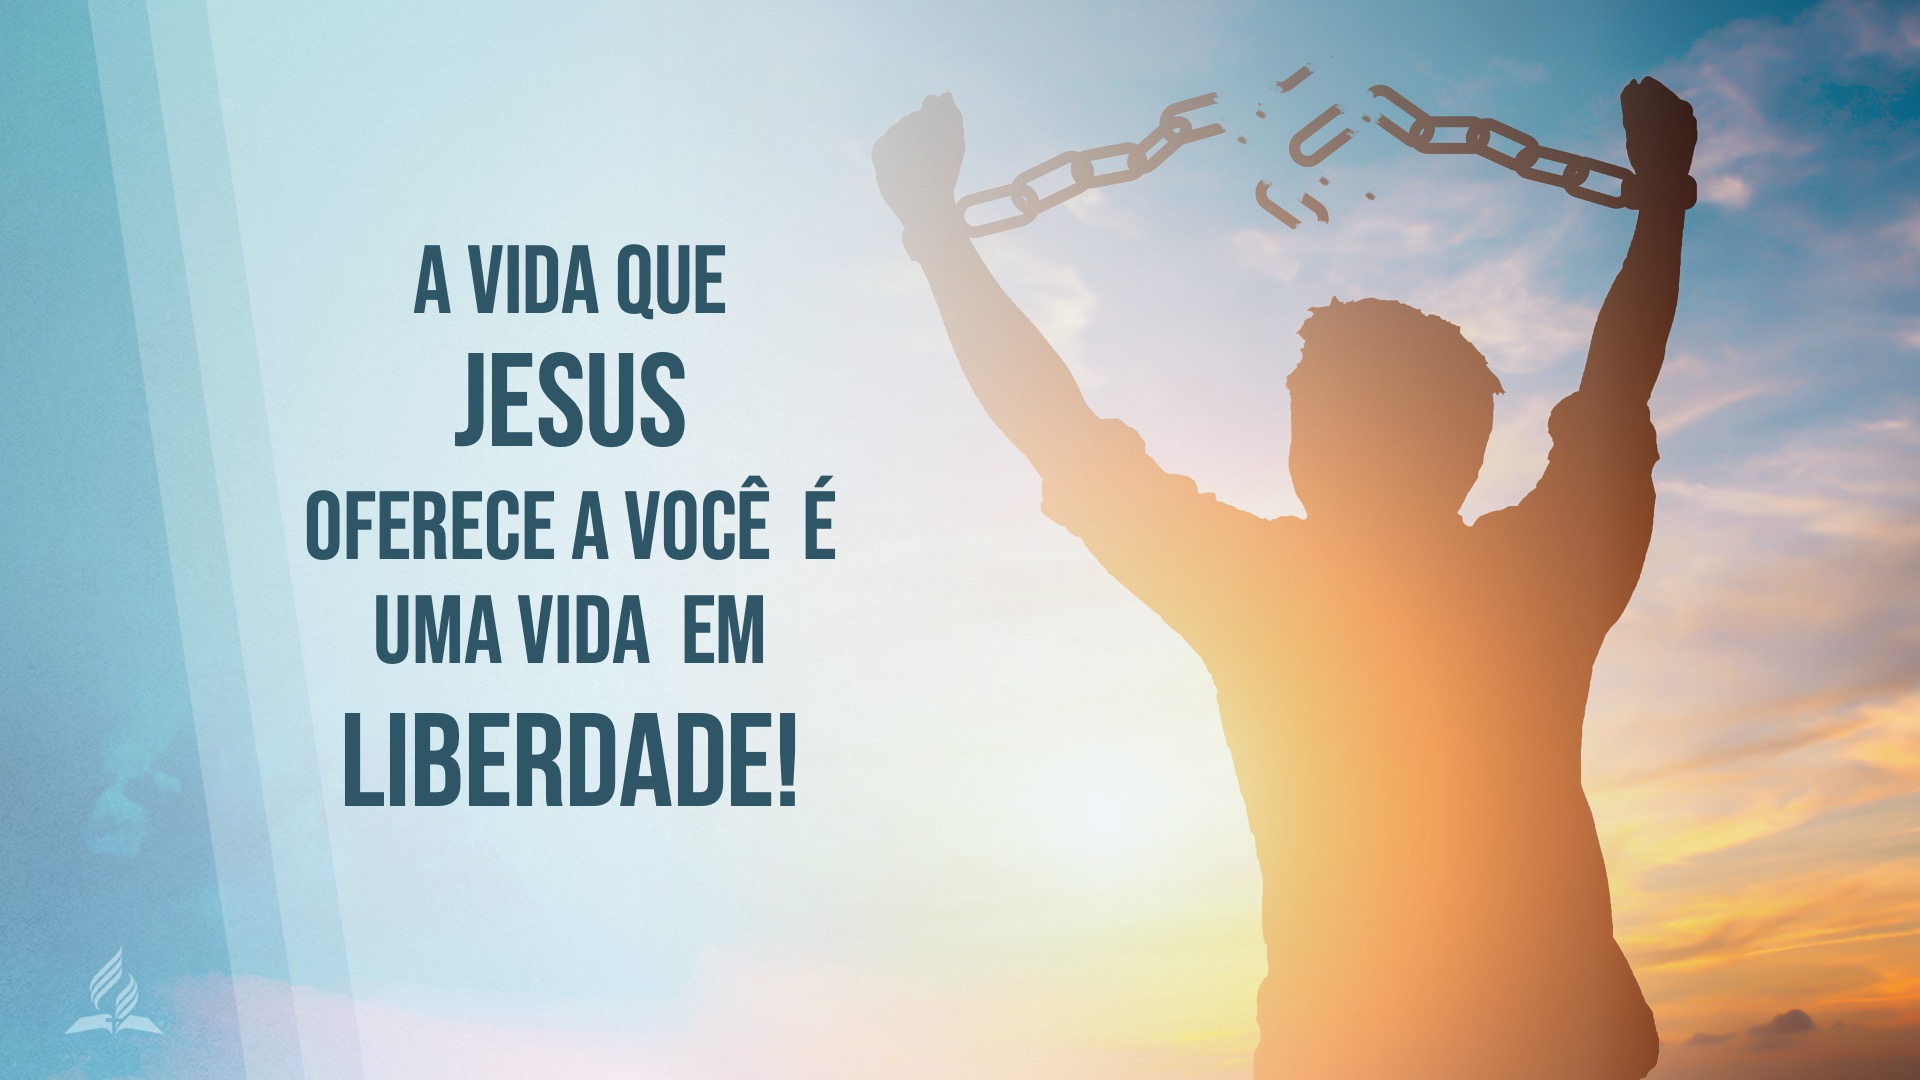 A VIDA QUE
JESUS
OFERECE A VOCÊ É
UMA VIDA EM
LIBERDADE!